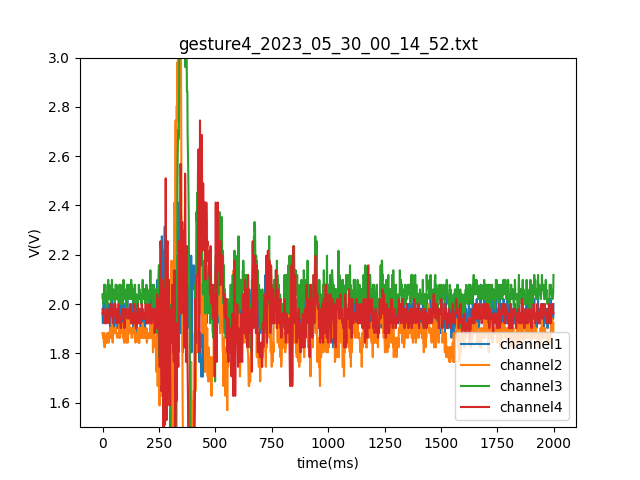 gesture4_2023_05_30_00_14_52.txt
3.0
2.8
2.6
2.4
2.2
2.0
1.8
1.6
V(V)
channel1
channel2
channel3
channel4
0 250 500 750 1000 1250 1500 1750 2000
time(ms)